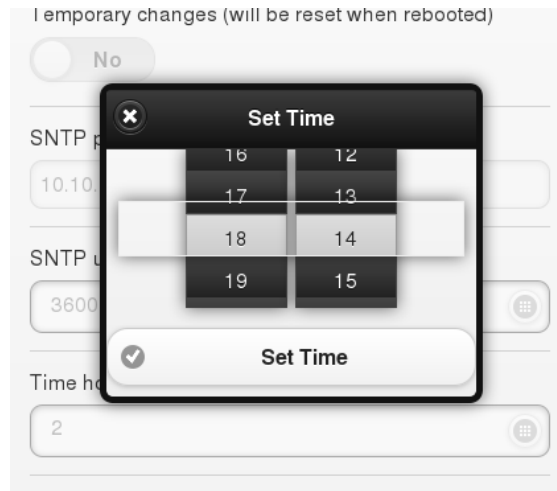 Temporary changes (will be reset when rebooted)
No
Set Time
SNTP
10.10.
16 12
17 13
18 14
19 15
SNTP
3600
Set Time
Time
2